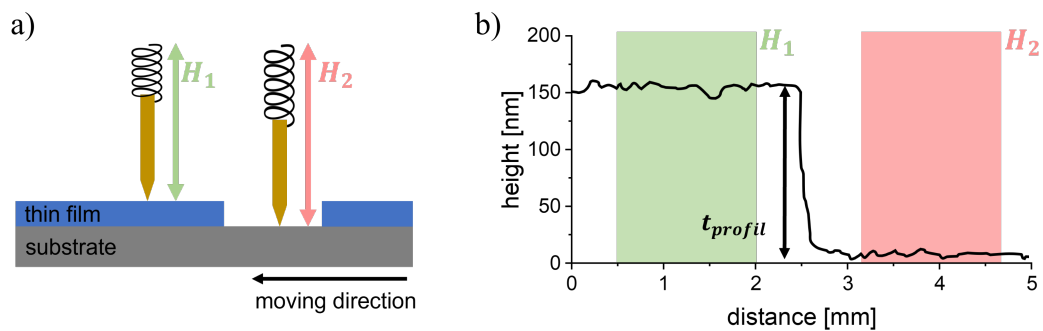 a)
H1
H2
thin film
substrate
moving direction
b)
200
150
100
50
0
height [nm]
H1
H2
tprofil
0
1
2
3
4
5
distance [mm]